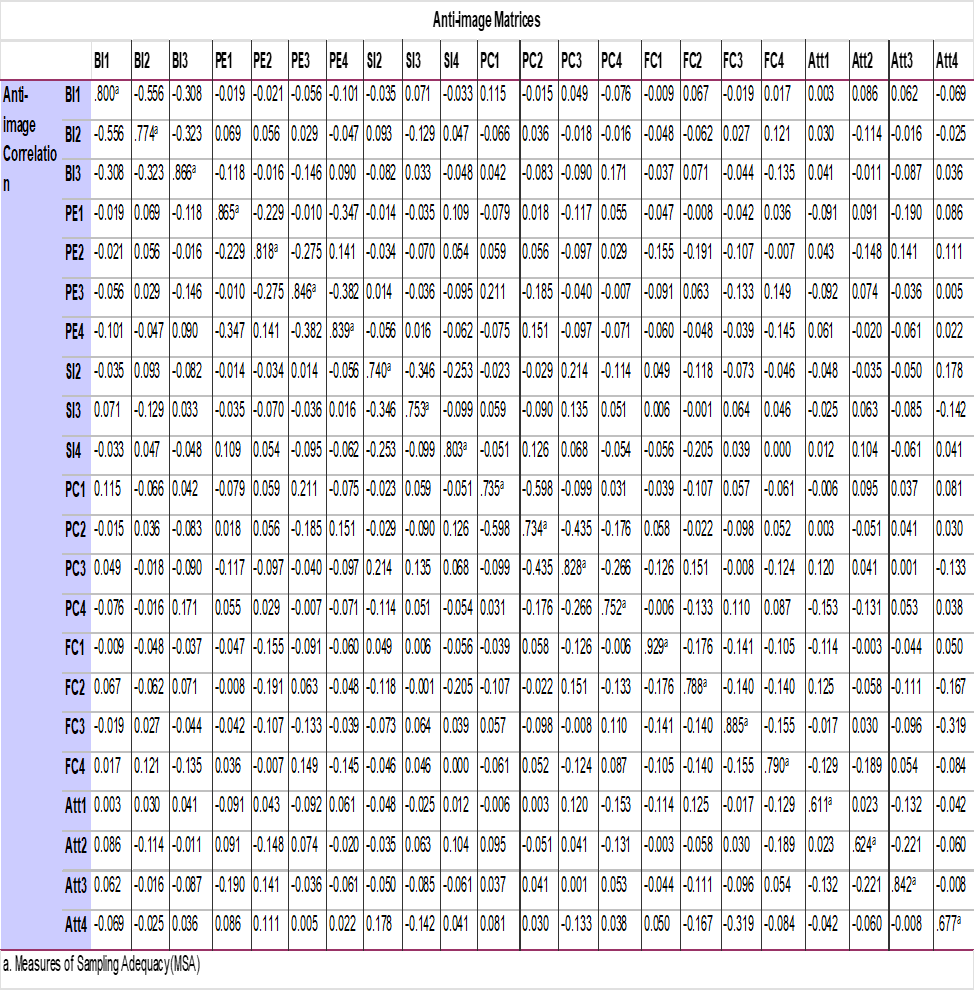 Anti-image Matrices
BI1 BI2 BI3 PE1 PE2 PE3 PE4 SI2 SI3 SI4 PC1 PC2 PC3 PC4 FC1 FC2 FC3 FC4 Att1 Att2 Att3 Att4
Anti-image Correlation BI1 .800a -0.556 -0.308 -0.019 -0.021 -0.056 -0.101 -0.035 0.071 -0.033 0.115 -0.015 0.049 -0.076 -0.009 0.067 -0.019 0.017 0.003 0.086 0.062 -0.069
BI2 -0.556 .774a -0.323 0.069 0.056 0.029 -0.047 0.093 -0.129 0.047 -0.066 0.036 -0.018 -0.016 -0.048 -0.062 0.027 0.121 0.030 -0.114 -0.016 -0.025
BI3 -0.308 -0.323 .866a -0.118 -0.016 -0.146 0.090 -0.082 0.033 -0.048 0.042 -0.083 -0.090 0.171 -0.037 0.071 -0.044 -0.135 0.041 -0.011 -0.087 0.036
PE1 -0.019 0.069 -0.118 .865a -0.229 -0.010 -0.347 -0.014 -0.035 0.109 -0.079 0.018 -0.117 0.055 -0.047 -0.008 -0.042 0.036 -0.091 0.091 -0.190 0.086
PE2 -0.021 0.056 -0.016 -0.229 .818a -0.275 0.141 -0.034 -0.070 0.054 0.059 0.056 -0.097 0.029 -0.155 -0.191 -0.107 -0.007 0.043 -0.148 0.141 0.111
PE3 -0.056 0.029 -0.146 -0.010 -0.275 .846a -0.382 0.014 -0.036 -0.095 0.211 -0.185 -0.040 -0.007 -0.091 0.063 -0.133 0.149 -0.092 0.074 -0.036 0.005
PE4 -0.101 -0.047 0.090 -0.347 0.141 -0.382 .839a -0.056 0.016 -0.062 -0.075 0.151 -0.097 -0.071 -0.060 -0.048 -0.039 -0.145 0.061 -0.020 -0.061 0.022
SI2 -0.035 0.093 -0.082 -0.014 -0.034 0.014 -0.056 .740a -0.346 -0.253 -0.023 -0.029 0.214 -0.114 0.049 -0.118 -0.073 -0.046 -0.048 -0.035 -0.050 0.178
SI3 0.071 -0.129 0.033 -0.035 -0.070 -0.036 0.016 -0.346 .753a -0.099 0.059 -0.090 0.135 0.051 0.006 -0.001 0.064 0.046 -0.025 0.063 -0.085 -0.142
SI4 -0.033 0.047 -0.048 0.109 0.054 -0.095 -0.062 -0.253 -0.099 .803a -0.051 0.126 0.068 -0.054 -0.056 -0.205 0.039 0.000 0.012 0.104 -0.061 0.041
PC1 0.115 -0.066 0.042 -0.079 0.059 0.211 -0.075 -0.023 0.059 -0.051 .735a -0.598 -0.099 0.031 -0.039 -0.107 0.057 -0.061 -0.006 0.095 0.037 0.081
PC2 -0.015 0.036 -0.083 0.018 0.056 -0.185 0.151 -0.029 -0.090 0.126 -0.598 .734a -0.435 -0.176 0.058 -0.022 -0.098 0.052 0.003 -0.051 0.041 0.030
PC3 0.049 -0.018 -0.090 -0.117 -0.097 -0.040 -0.097 0.214 0.135 0.068 -0.099 -0.435 .828a -0.266 -0.126 0.151 -0.008 -0.124 0.120 0.041 0.001 -0.133
PC4 -0.076 -0.016 0.171 0.055 0.029 -0.007 -0.071 -0.114 0.051 -0.054 0.031 -0.176 -0.266 .752a -0.006 -0.133 0.110 0.087 -0.153 -0.131 0.053 0.038
FC1 -0.009 -0.048 -0.037 -0.047 -0.155 -0.091 -0.060 0.049 0.006 -0.056 -0.039 0.058 -0.126 -0.006 .929a -0.176 -0.141 -0.105 -0.114 -0.003 -0.044 0.050
FC2 0.067 -0.062 0.071 -0.008 -0.191 0.063 -0.048 -0.118 -0.001 -0.205 -0.107 -0.022 0.151 -0.133 -0.176 .788a -0.140 -0.140 0.125 -0.058 -0.111 -0.167
FC3 -0.019 0.027 -0.044 -0.042 -0.107 -0.133 -0.039 -0.073 0.064 0.039 0.057 -0.098 -0.008 0.110 -0.141 -0.140 .885a -0.155 -0.017 0.030 -0.096 -0.319
FC4 0.017 0.121 -0.135 0.036 -0.007 0.149 -0.145 -0.046 0.046 0.000 -0.061 0.052 -0.124 0.087 -0.105 -0.140 -0.155 .790a -0.129 -0.189 0.054 -0.084
Att1 0.003 0.030 0.041 -0.091 0.043 -0.092 0.061 -0.048 -0.025 0.012 -0.006 0.003 0.120 -0.153 -0.114 0.125 -0.017 -0.129 .611a 0.023 -0.132 -0.042
Att2 0.086 -0.114 -0.011 0.091 -0.148 0.074 -0.020 -0.035 0.063 0.104 0.095 -0.051 0.041 -0.131 -0.003 -0.058 0.030 -0.189 0.023 .624a -0.221 -0.060
Att3 0.062 -0.016 -0.087 -0.190 0.141 -0.036 -0.061 -0.050 -0.085 -0.061 0.037 0.041 0.001 0.053 -0.044 -0.111 -0.096 0.054 -0.132 -0.221 .842a -0.008
Att4 -0.069 -0.025 0.036 0.086 0.111 0.005 0.022 0.178 -0.142 0.041 0.081 0.030 -0.133 0.038 0.050 -0.167 -0.319 -0.084 -0.042 -0.060 -0.008 .677a
a. Measures of Sampling Adequacy(MSA)